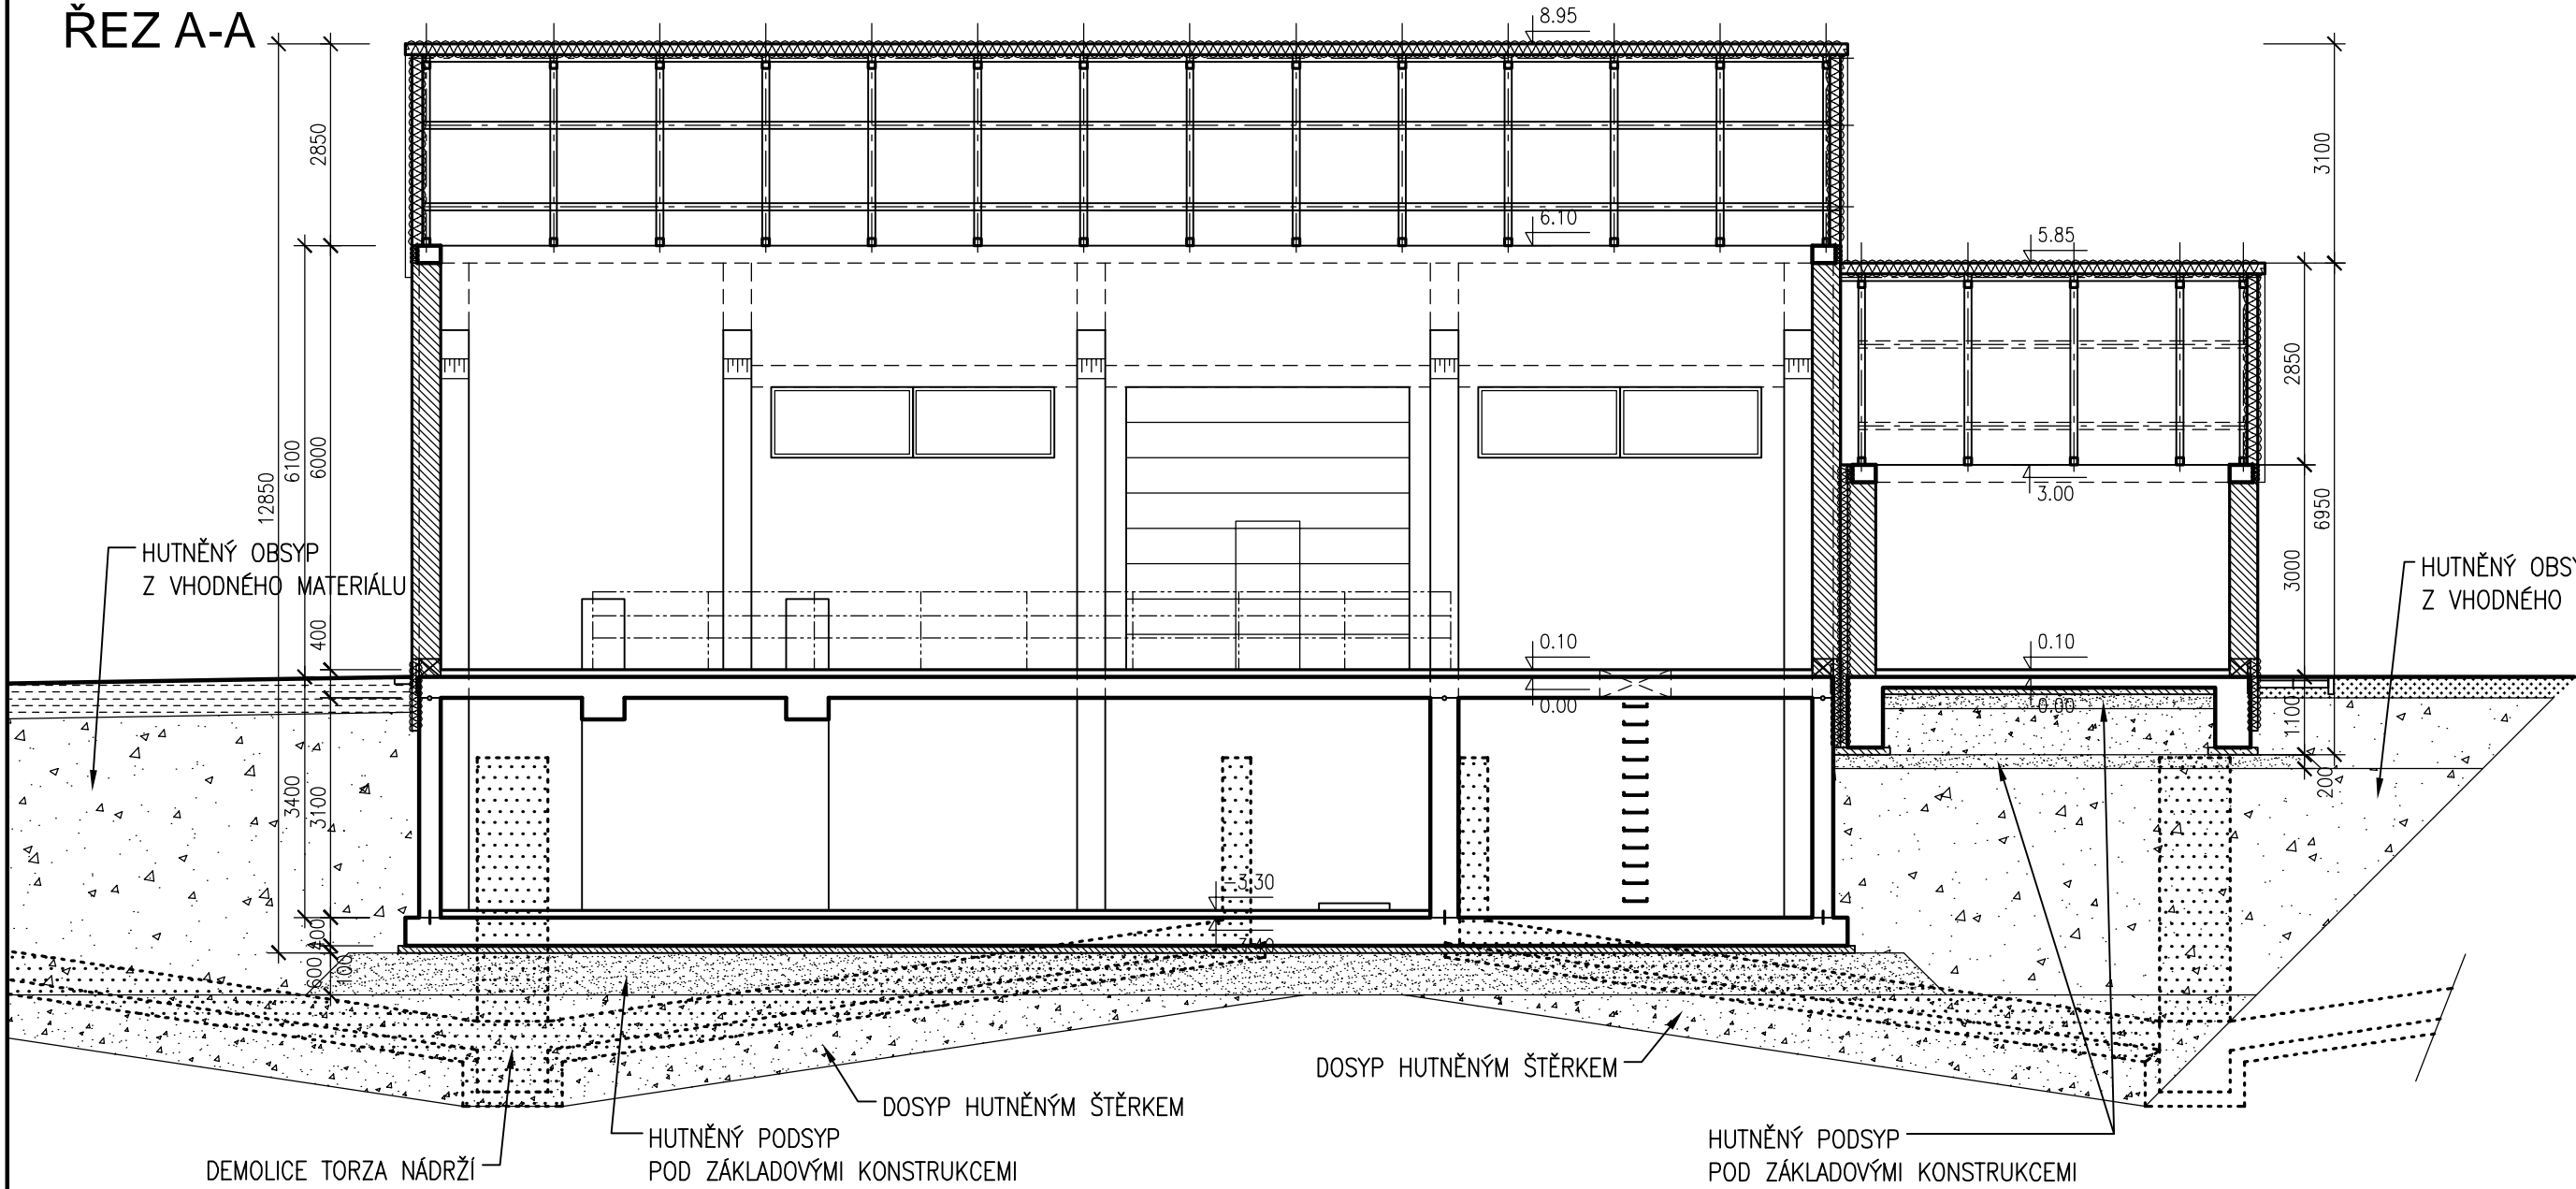 ŘEZ A-A
8.95
2850
3100
6.10
5.85
2850
12850
6100
6000
3.00
6950
HUTNĚNÝ OBSYP
Z VHODNÉHO MATERIÁLU
3000
HUTNĚNÝ OBSY
Z VHODNÉHO
400
0.10
0.10
0.00
0.00
1100
200
3400
3100
-3.30
-3.40
400
600
100
DOSYP HUTNĚNÝM ŠTĚRKEM
DOSYP HUTNĚNÝM ŠTĚRKEM
HUTNĚNÝ PODSYP
POD ZÁKLADOVÝMI KONSTRUKCEMI
HUTNĚNÝ PODSYP
POD ZÁKLADOVÝMI KONSTRUKCEMI
DEMOLICE TORZA NÁDRŽÍ